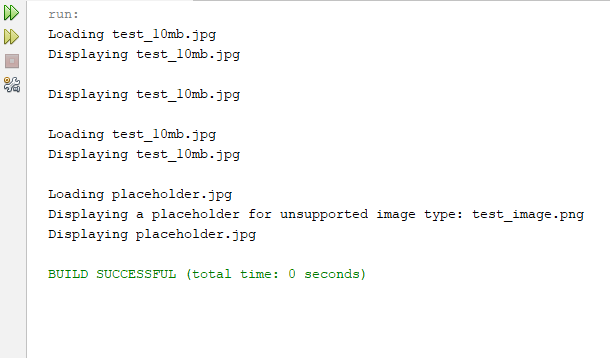 run:
Loading test_10mb.jpg
Displaying test_10mb.jpg
Displaying test_10mb.jpg
Loading test_10mb.jpg
Displaying test_10mb.jpg
Loading placeholder.jpg
Displaying a placeholder for unsupported image type: test_image.png
Displaying placeholder.jpg
BUILD SUCCESSFUL (total time: 0 seconds)